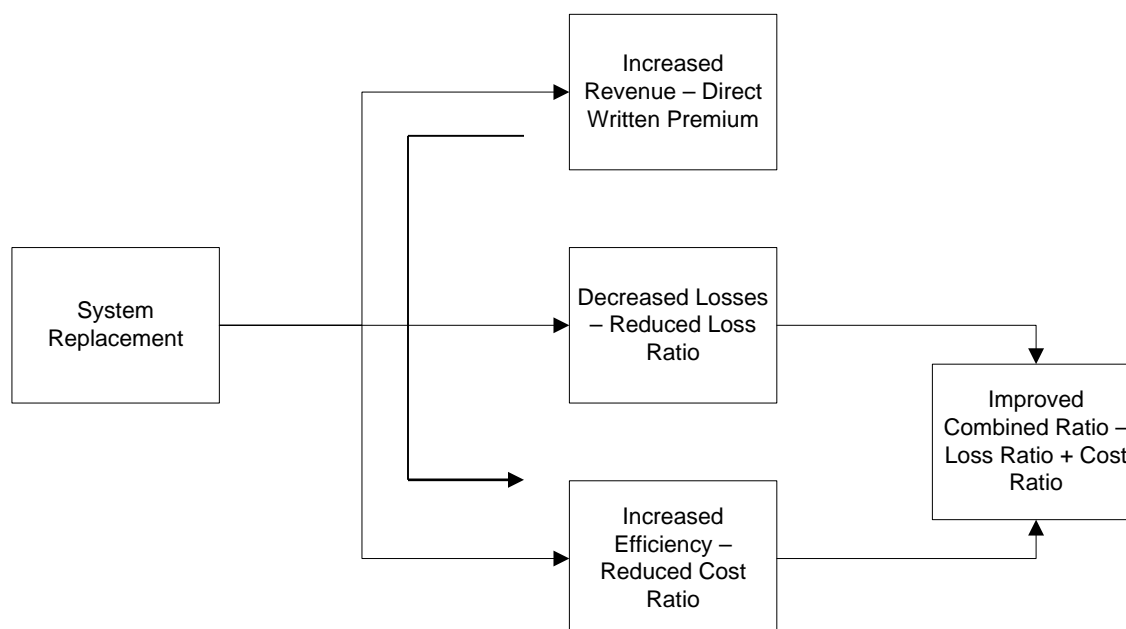 Increased
Revenue – Direct
Written Premium
System
Replacement
Decreased Losses
– Reduced Loss
Ratio
Improved
Combined Ratio –
Loss Ratio + Cost
Ratio
Increased
Efficiency –
Reduced Cost
Ratio